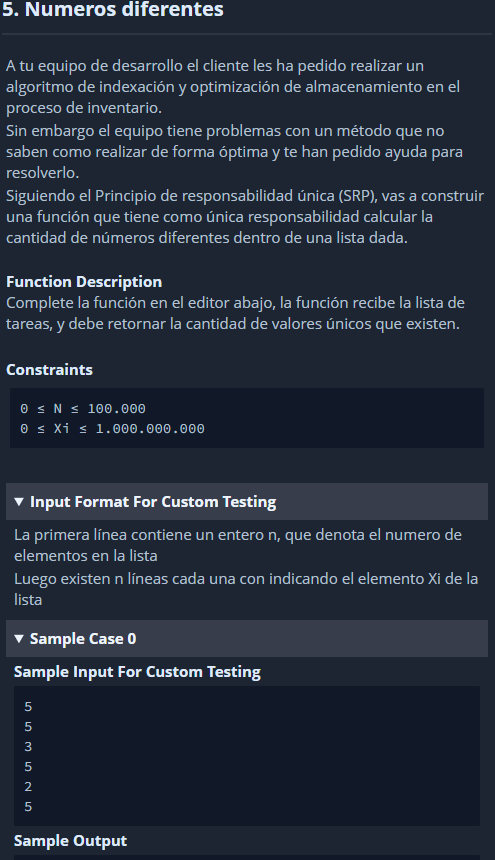 5. Numeros diferentes
A tu equipo de desarrollo el cliente les ha pedido realizar un
algoritmo de indexación y optimización de almacenamiento en el
proceso de inventario.
Sin embargo el equipo tiene problemas con un método que no
saben como realizar de forma óptima y te han pedido ayuda para
resolverlo.
Siguiendo el Principio de responsabilidad única (SRP), vas a construir
una función que tiene como única responsabilidad calcular la
cantidad de números diferentes dentro de una lista dada.
Function Description
Complete la función en el editor abajo, la función recibe la lista de
tareas, y debe retornar la cantidad de valores únicos que existen.
Constraints
0 ≤ N ≤ 100.000
0 ≤ Xi ≤ 1.000.000.000
▼ Input Format For Custom Testing
La primera línea contiene un entero n, que denota el numero de
elementos en la lista
Luego existen n líneas cada una con indicando el elemento Xi de la
lista
▼ Sample Case 0
Sample Input For Custom Testing
5
5
3
5
2
5
Sample Output